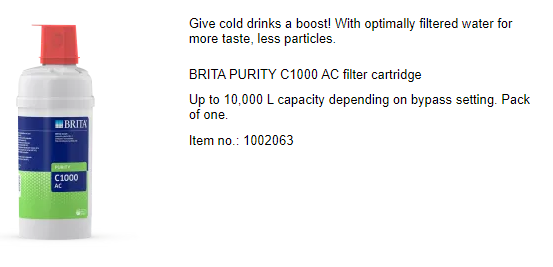 Give cold drinks a boost! With optimally filtered water for
more taste, less particles.
BRITA PURITY C1000 AC filter cartridge
Up to 10,000 L capacity depending on bypass setting. Pack
of one.
Item no.: 1002063
BRITA
PURITY
C1000
AC